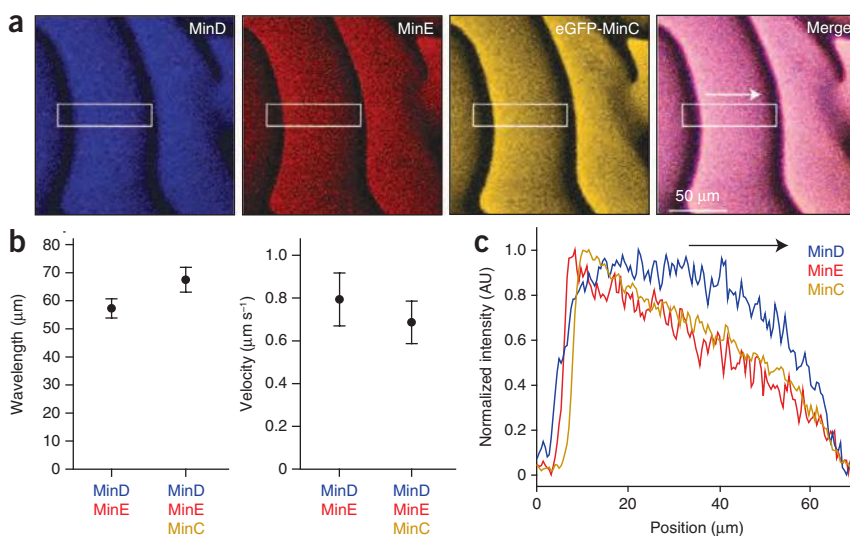 a
MinD
MinE
eGFP-MinC
Merge
50 μm
b
80
70
60
50
40
30
20
10
0
Wavelength (μm)
MinD
MinE
MinD
MinE
MinC
1.0
0.8
0.6
0.4
0.2
0
Velocity (μm s⁻¹)
MinD
MinE
MinD
MinE
MinC
c
1.0
0.8
0.6
0.4
0.2
0
Normalized intensity (AU)
MinD
MinE
MinC
0 20 40 60
Position (μm)